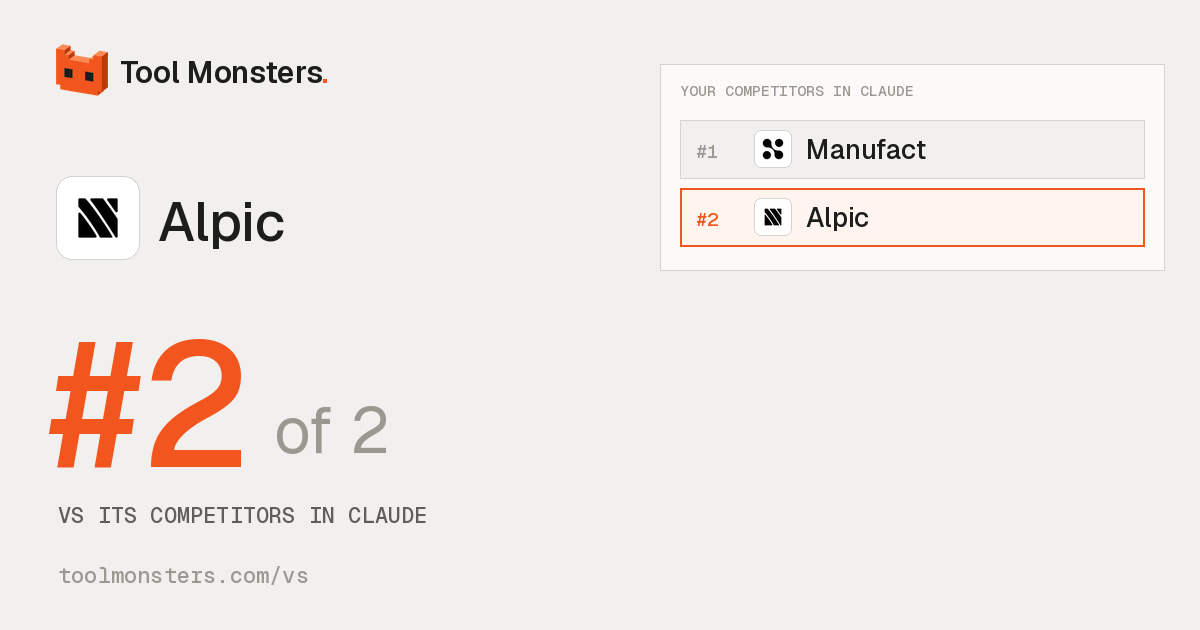 Tool Monsters.
Alpic
#2 of 2
VS ITS COMPETITORS IN CLAUDE
toolmonsters.com/vs
YOUR COMPETITORS IN CLAUDE
#1 Manufact
#2 Alpic